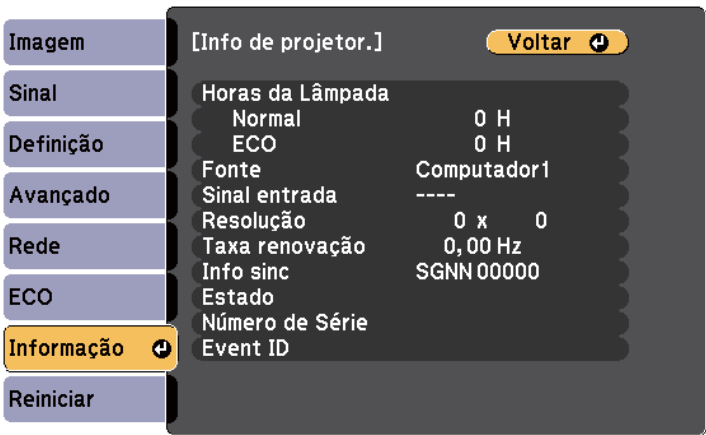 Imagem
Sinal
Definição
Avançado
Rede
ECO
Informação
Reiniciar
[Info de projetor.]
Voltar
Horas da Lâmpada
Normal 0 H
ECO 0 H
Fonte Computador1
Sinal entrada ----
Resolução 0 x 0
Taxa renovação 0,00 Hz
Info sinc SGNN 00000
Estado
Número de Série
Event ID